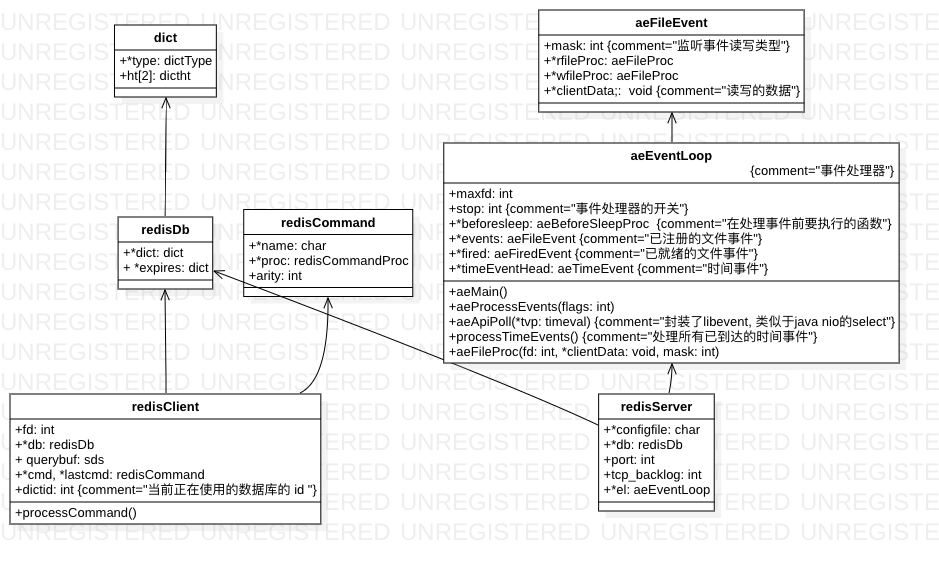 dict
+*type: dictType
+ht[2]: dictht
aeFileEvent
+mask: int {comment="监听事件读写类型"}
+*rfileProc: aeFileProc
+*wfileProc: aeFileProc
+*clientData;: void {comment="读写的数据"}
aeEventLoop
{comment="事件处理器"}
+maxfd: int
+stop: int {comment="事件处理器的开关"}
+*beforesleep: aeBeforeSleepProc {comment="在处理事件前要执行的函数"}
+*events: aeFileEvent {comment="已注册的文件事件"}
+*fired: aeFiredEvent {comment="已就绪的文件事件"}
+*timeEventHead: aeTimeEvent {comment="时间事件"}
+aeMain()
+aeProcessEvents(flags: int)
+aeApiPoll(*tvp: timeval) {comment="封装了libevent, 类似于java nio的select"}
+processTimeEvents() {comment="处理所有已到达的时间事件"}
+aeFileProc(fd: int, *clientData: void, mask: int)
redisDb
+*dict: dict
+ *expires: dict
redisCommand
+*name: char
+*proc: redisCommandProc
+arity: int
redisClient
+fd: int
+*db: redisDb
+ querybuf: sds
+*cmd, *lastcmd: redisCommand
+dictid: int {comment="当前正在使用的数据库的 id "}
+processCommand()
redisServer
+*configfile: char
+*db: redisDb
+port: int
+tcp_backlog: int
+*el: aeEventLoop
UNREGISTERED UNREGISTERED UNREGISTERED UNREGISTERED UNREGISTERED